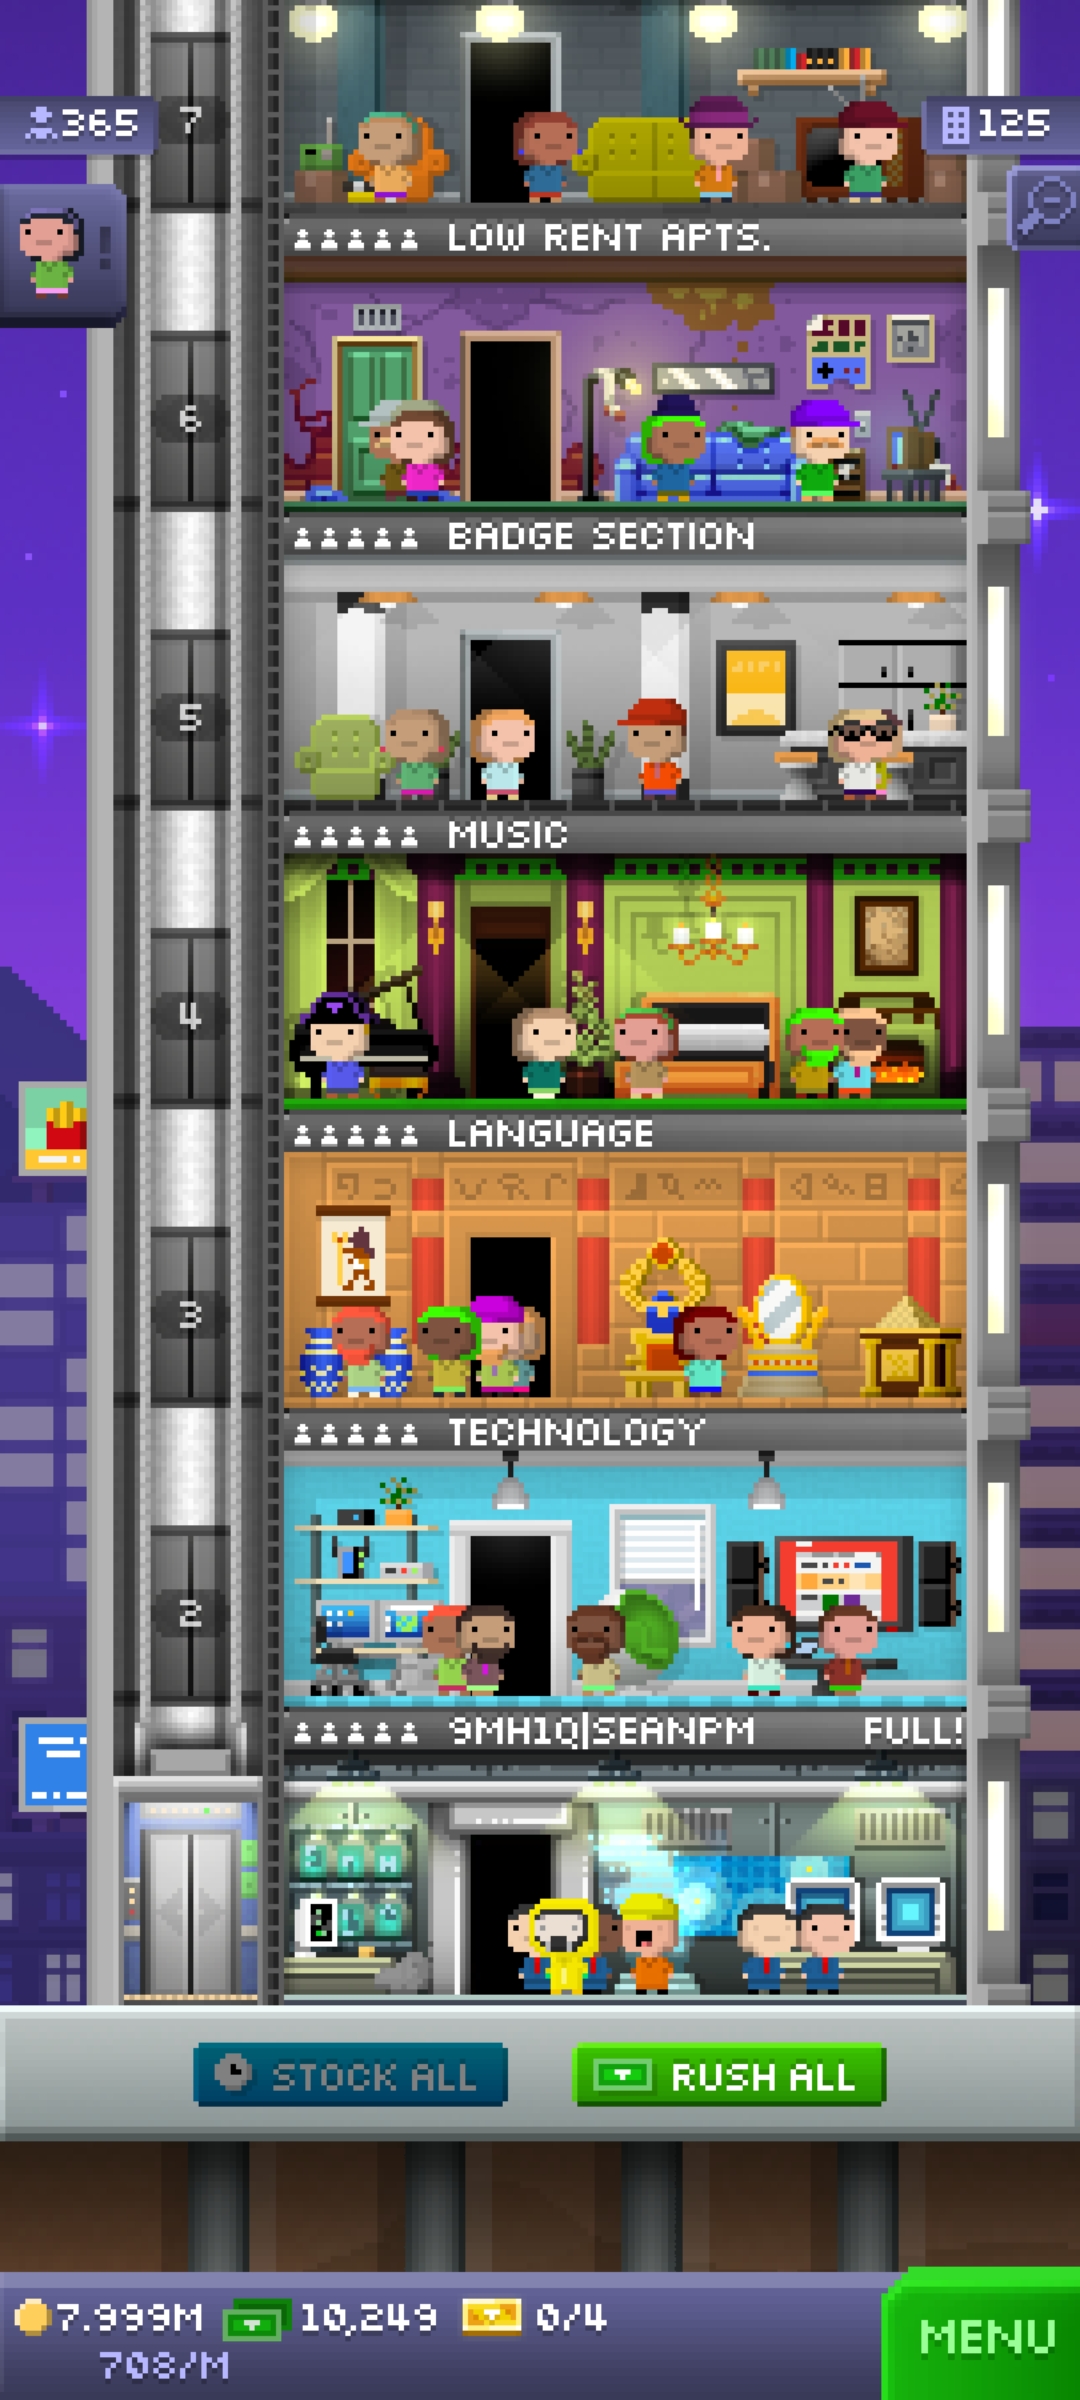 7
365
125
LOW RENT APTS.
!
6
BADGE SECTION
5
MUSIC
4
LANGUAGE
3
TECHNOLOGY
2
9MH1Q|SEANPM FULL!
STOCK ALL
RUSH ALL
7.999M 10,249 0/4
708/M
MENU